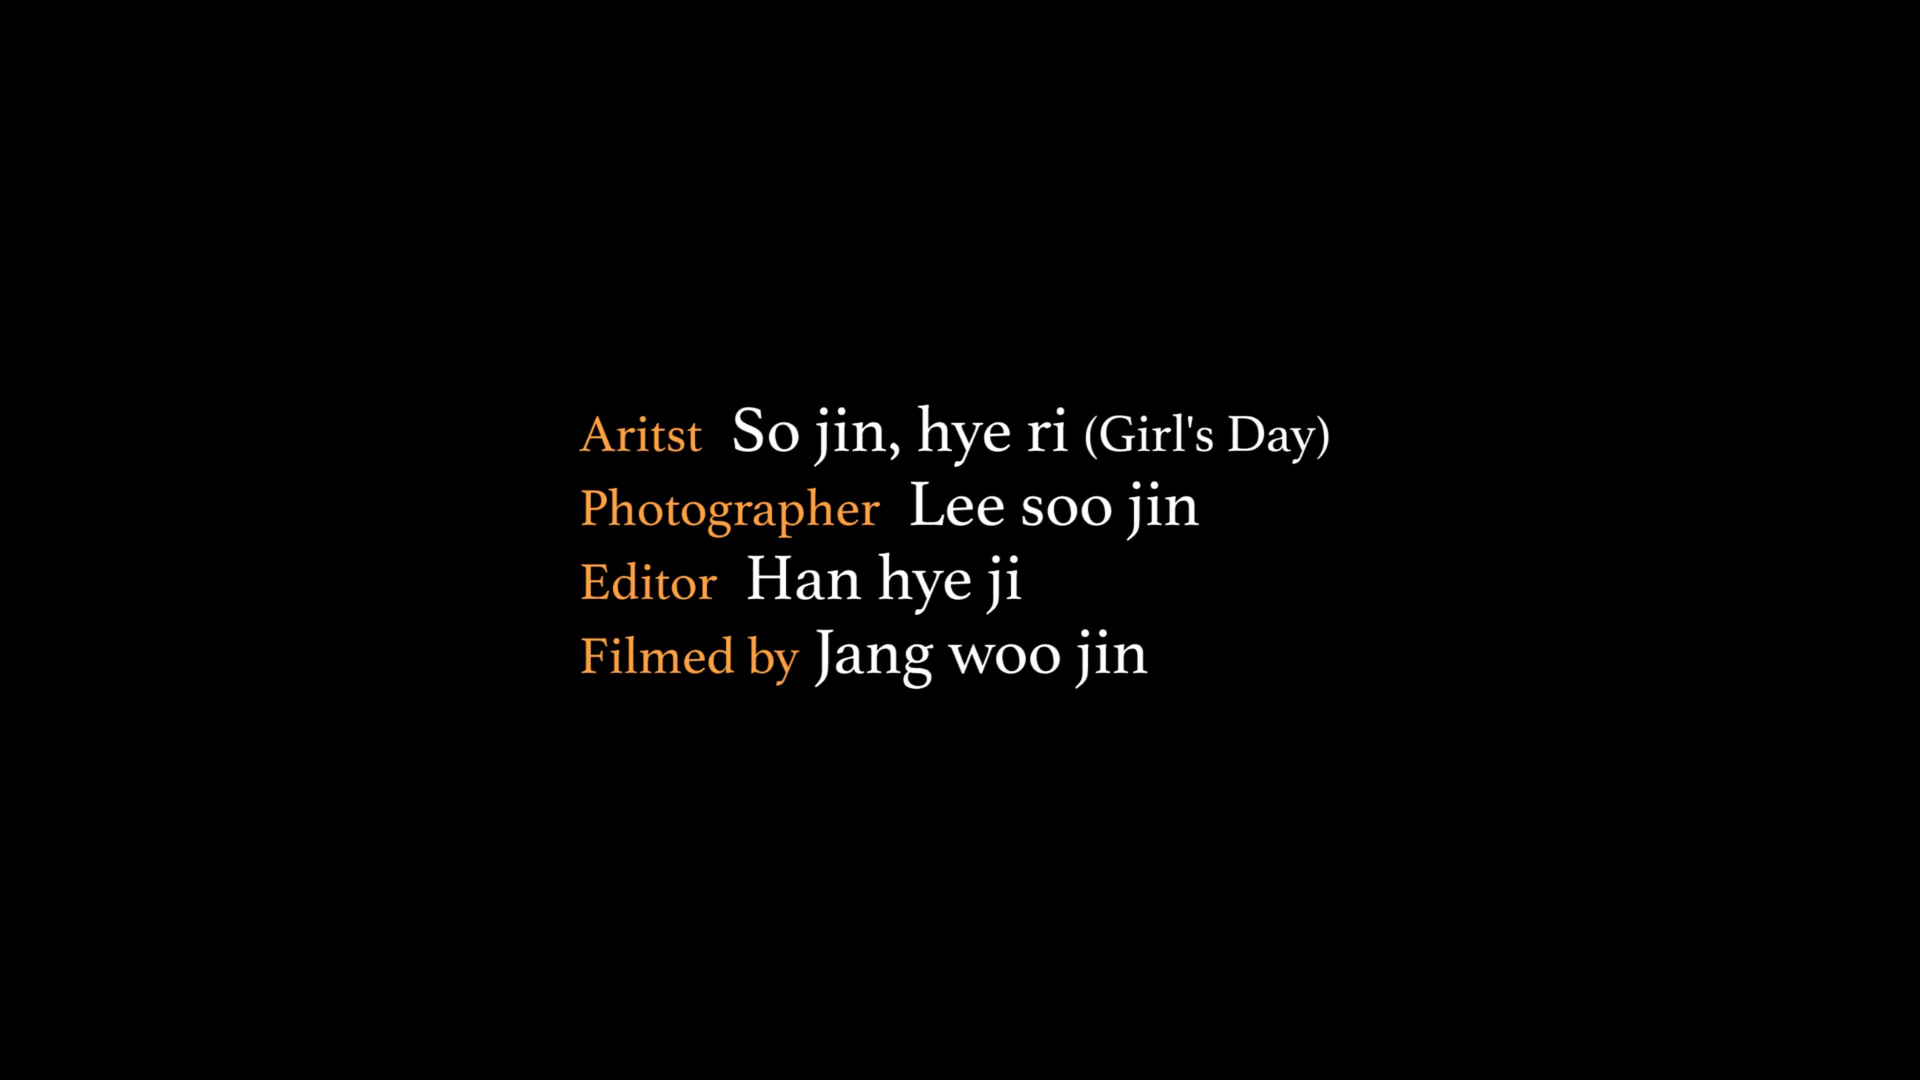 Aritst So jin, hye ri (Girl's Day)
Photographer Lee soo jin
Editor Han hye ji
Filmed by Jang woo jin